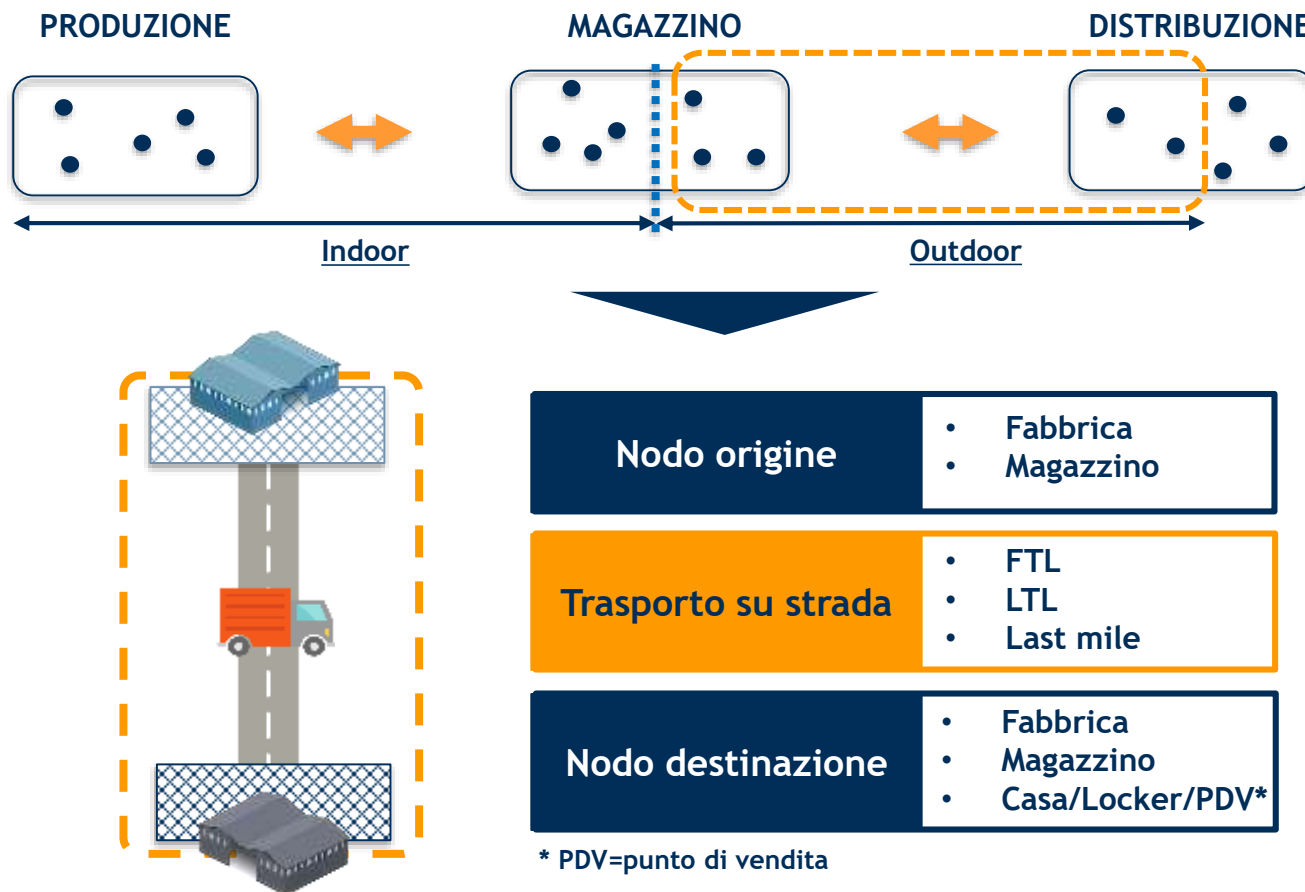 PRODUZIONE
MAGAZZINO
DISTRIBUZIONE
Indoor
Outdoor
Nodo origine
• Fabbrica
• Magazzino
Trasporto su strada
• FTL
• LTL
• Last mile
Nodo destinazione
• Fabbrica
• Magazzino
• Casa/Locker/PDV*
* PDV=punto di vendita